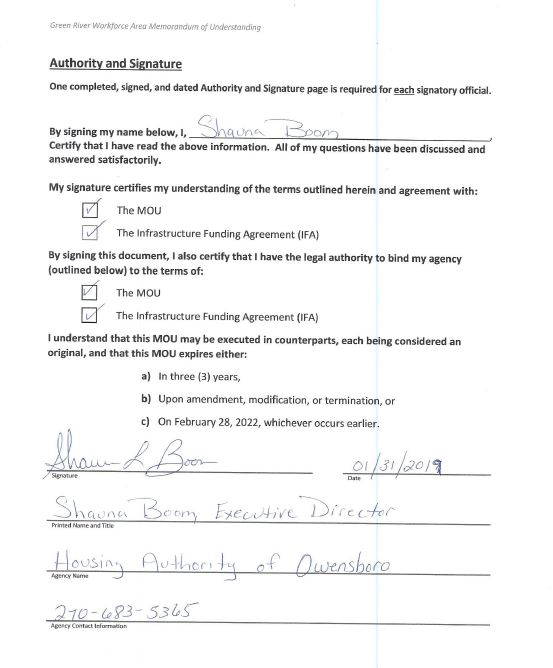 Green River Workforce Area Memorandum of Understanding
Authority and Signature
One completed, signed, and dated Authority and Signature page is required for each signatory official.
By signing my name below, I, Shauna Boom,
Certify that I have read the above information. All of my questions have been discussed and
answered satisfactorily.
My signature certifies my understanding of the terms outlined herein and agreement with:
The MOU
The Infrastructure Funding Agreement (IFA)
By signing this document, I also certify that I have the legal authority to bind my agency
(outlined below) to the terms of:
The MOU
The Infrastructure Funding Agreement (IFA)
I understand that this MOU may be executed in counterparts, each being considered an
original, and that this MOU expires either:
a) In three (3) years,
b) Upon amendment, modification, or termination, or
c) On February 28, 2022, whichever occurs earlier.
Shauna L Boom 01/31/2019
Signature Date
Shauna Boom, Executive Director
Printed Name and Title
Housing Authority of Owensboro
Agency Name
270-683-5365
Agency Contact Information